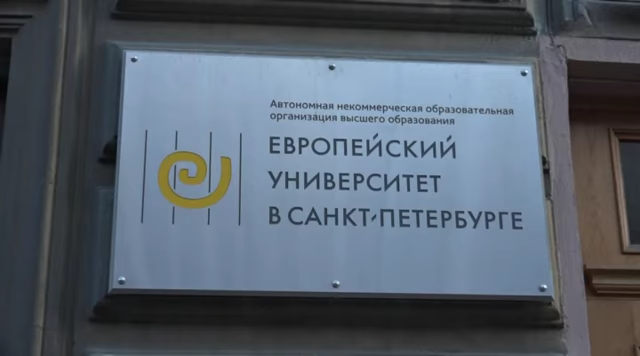 Автономная некоммерческая образовательная
организация высшего образования
ЕВРОПЕЙСКИЙ
УНИВЕРСИТЕТ
В САНКТ-ПЕТЕРБУРГЕ